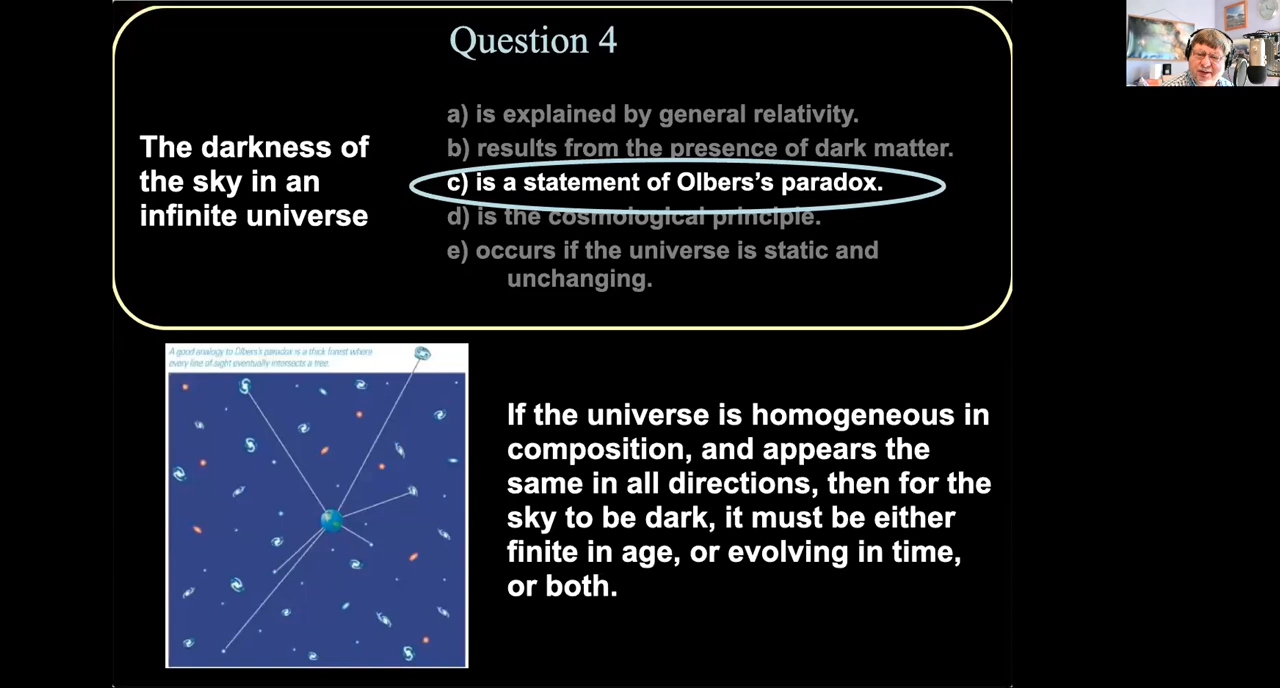 Question 4
The darkness of
the sky in an
infinite universe
a) is explained by general relativity.
b) results from the presence of dark matter.
c) is a statement of Olbers's paradox.
d) is the cosmological principle.
e) occurs if the universe is static and
unchanging.
A good analogy to Olbers's paradox is a thick forest where
every line of sight eventually intersects a tree.
If the universe is homogeneous in
composition, and appears the
same in all directions, then for the
sky to be dark, it must be either
finite in age, or evolving in time,
or both.